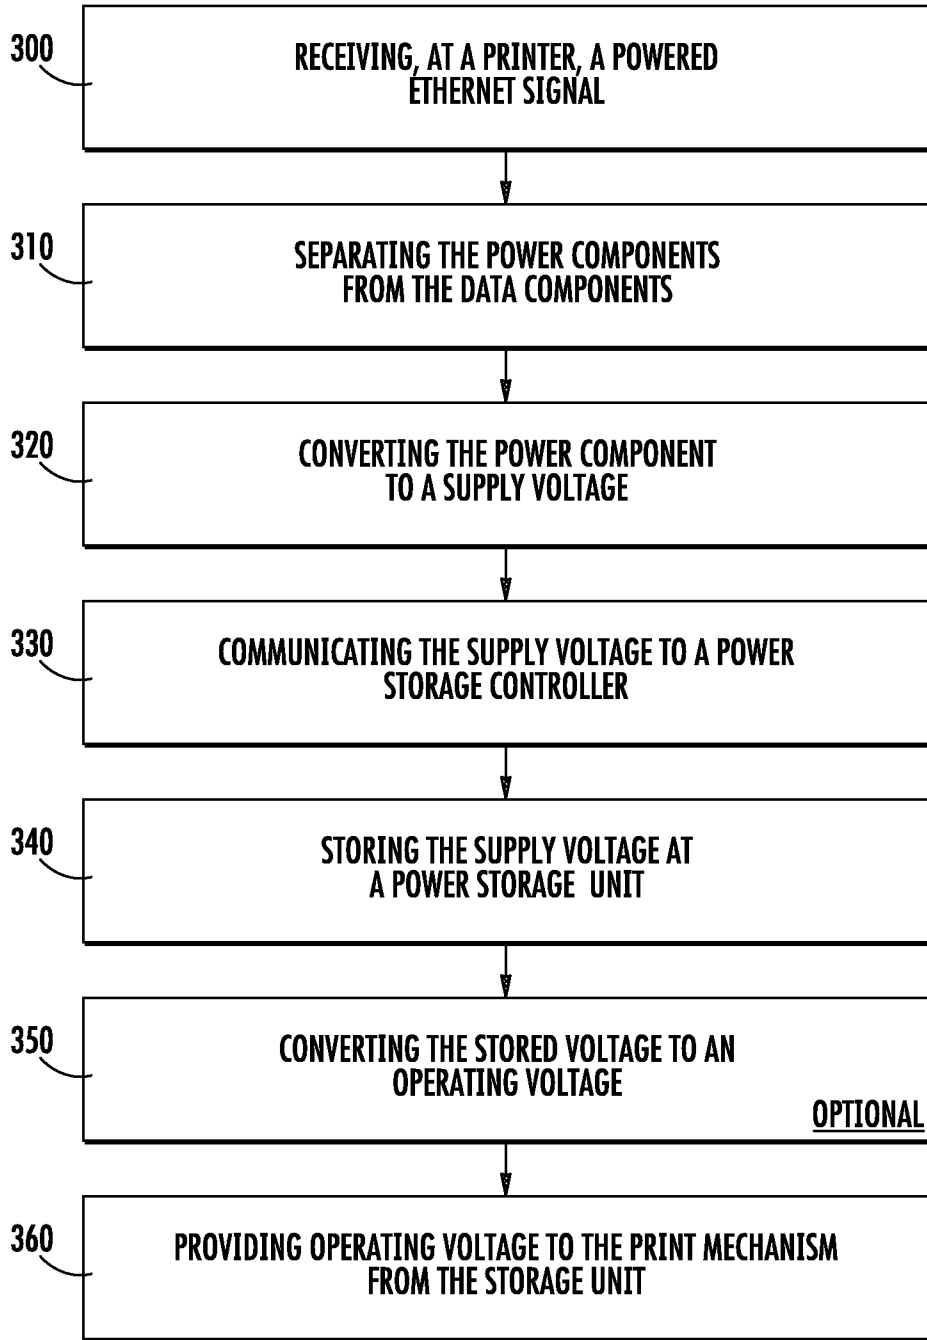 300
RECEIVING, AT A PRINTER, A POWERED
ETHERNET SIGNAL
310
SEPARATING THE POWER COMPONENTS
FROM THE DATA COMPONENTS
320
CONVERTING THE POWER COMPONENT
TO A SUPPLY VOLTAGE
330
COMMUNICATING THE SUPPLY VOLTAGE TO A POWER
STORAGE CONTROLLER
340
STORING THE SUPPLY VOLTAGE AT
A POWER STORAGE UNIT
350
CONVERTING THE STORED VOLTAGE TO AN
OPERATING VOLTAGE
OPTIONAL
360
PROVIDING OPERATING VOLTAGE TO THE PRINT MECHANISM
FROM THE STORAGE UNIT